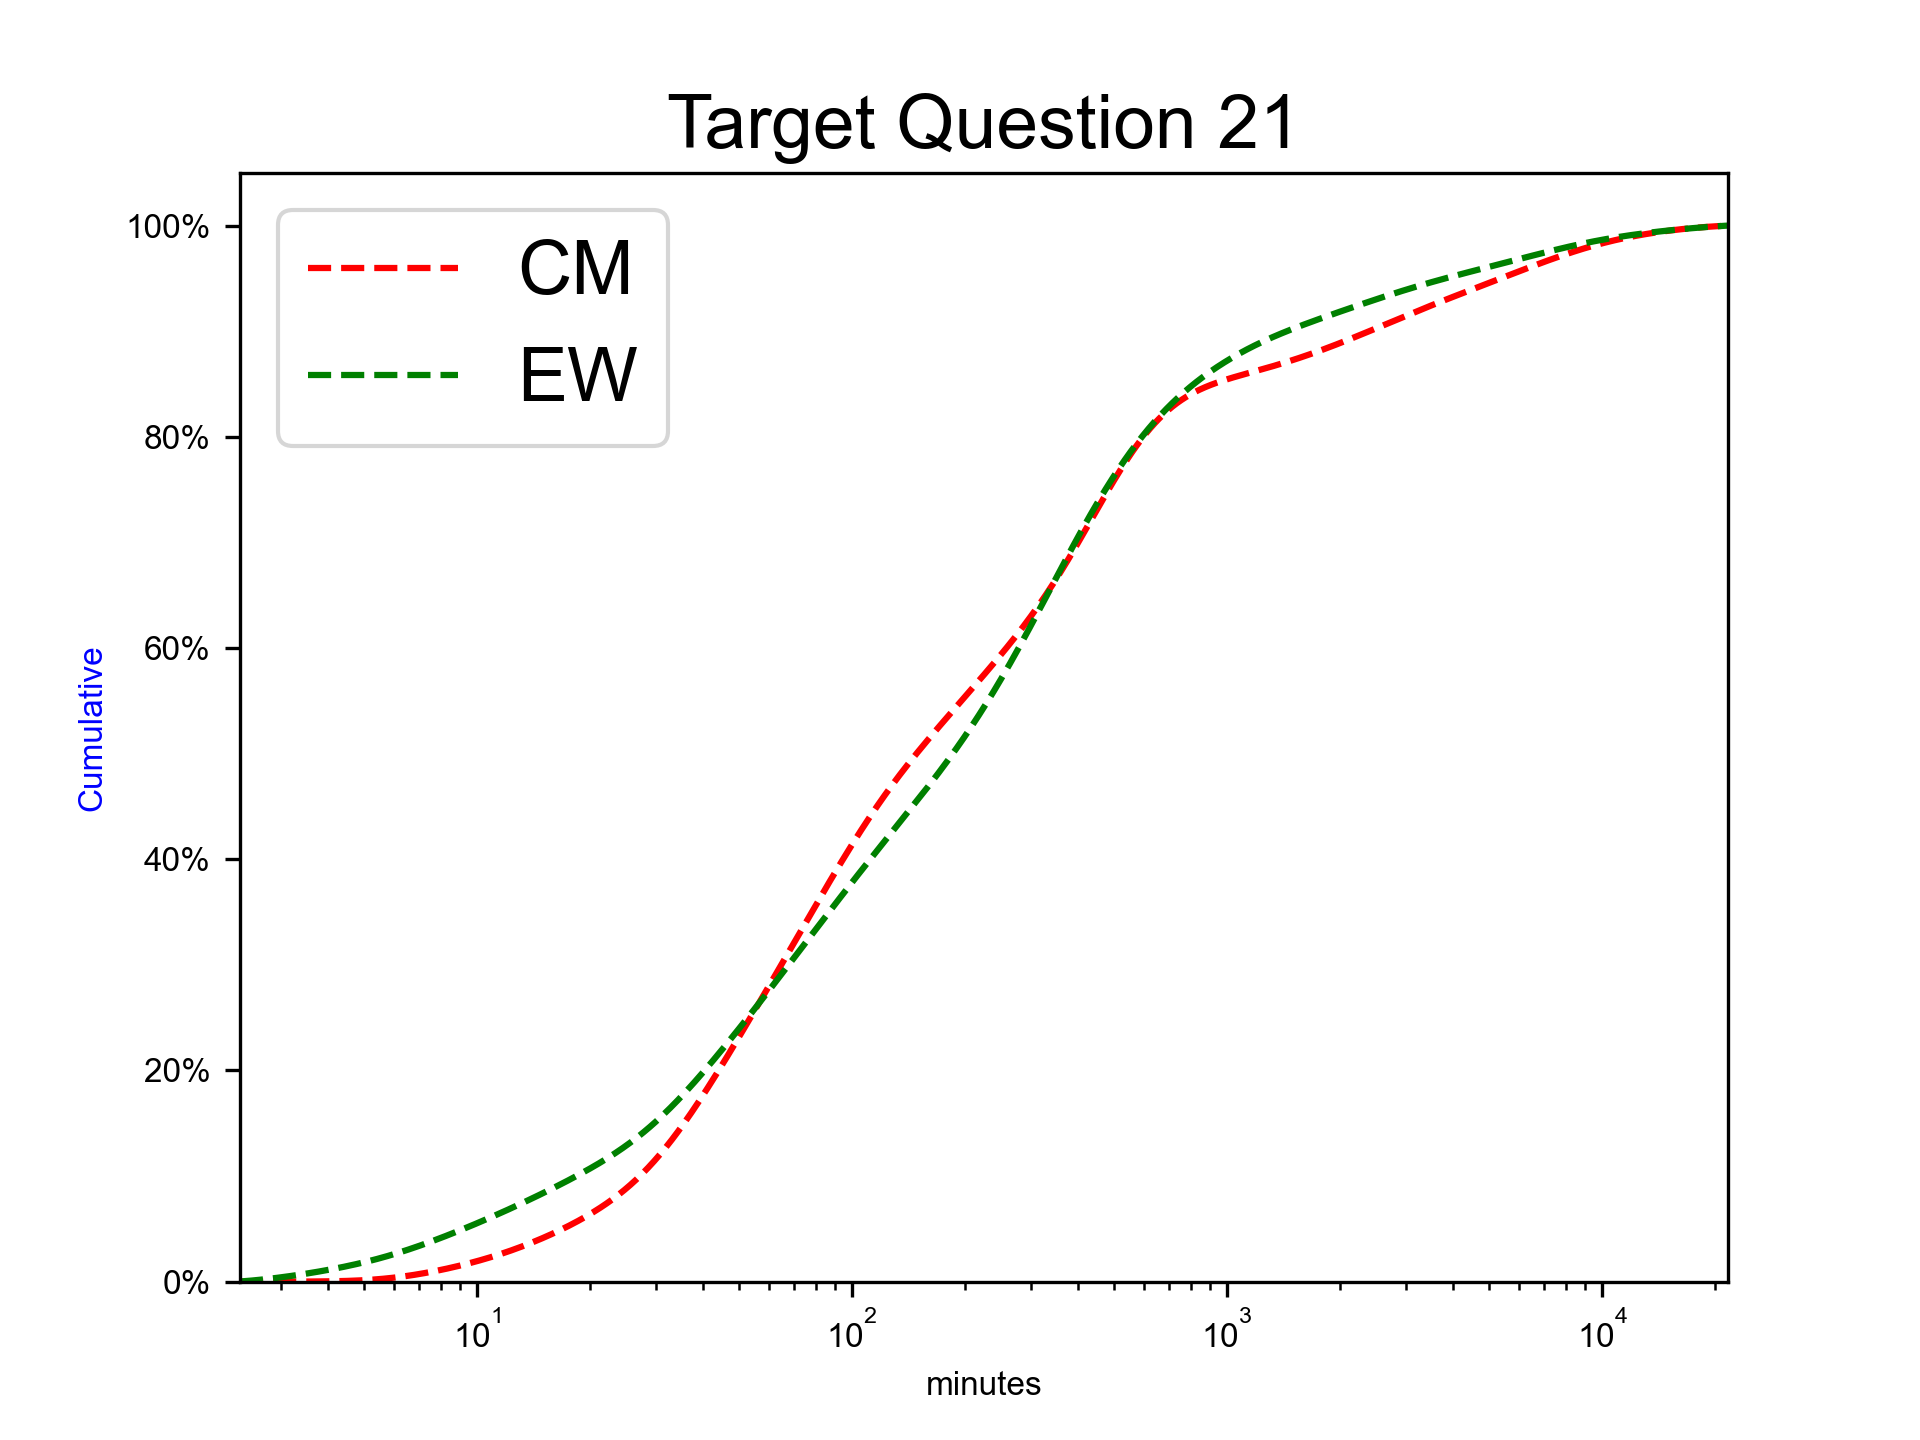 Target Question 21
CM
EW
100%
80%
60%
40%
20%
0%
Cumulative
10^1 10^2 10^3 10^4
minutes